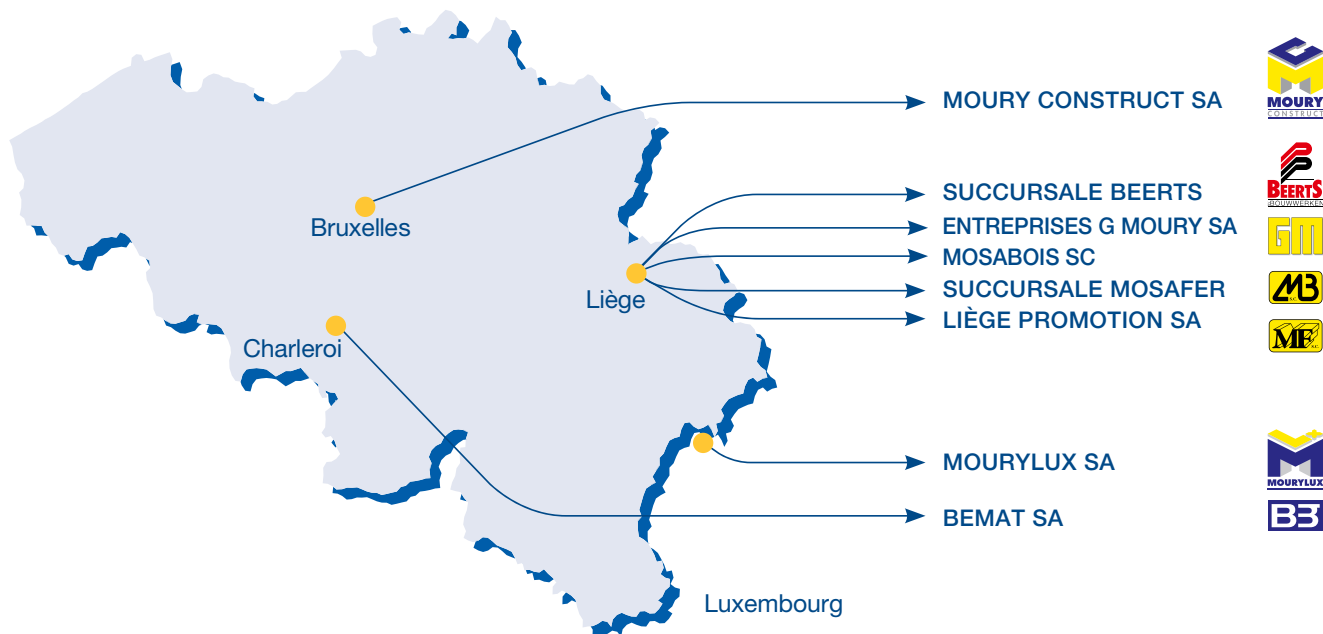 MOURY CONSTRUCT SA
MOURY
CONSTRUCT
Bruxelles
SUCCURSALE BEERTS
BEERTS
BOUWWERKEN
ENTREPRISES G MOURY SA
GM
MOSABOIS SC
Liège
SUCCURSALE MOSAFER
MB
S.C.
LIÈGE PROMOTION SA
MF
S.C.
Charleroi
MOURYLUX SA
MOURYLUX
BEMAT SA
B3
Luxembourg